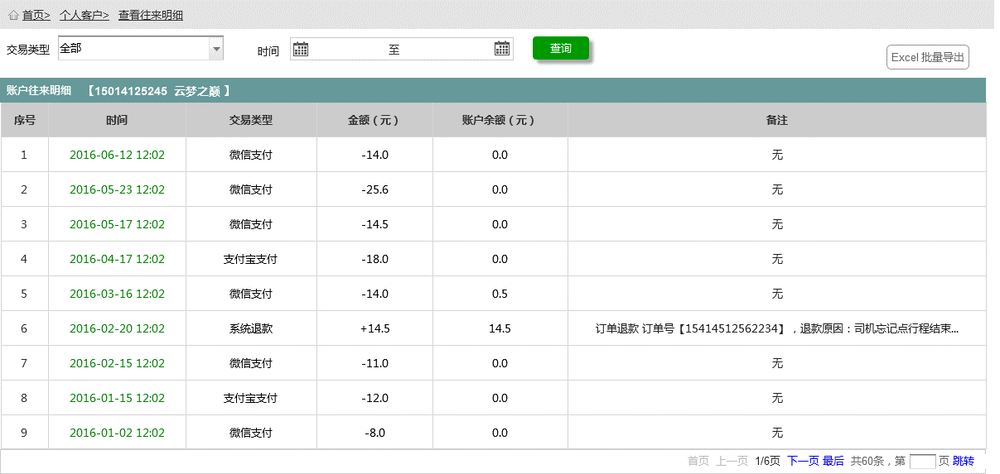 首页> 个人客户> 查看往来明细
交易类型 全部 时间 至 查询
Excel 批量导出
账户往来明细 【15014125245 云梦之巅 】
序号 时间 交易类型 金额（元） 账户余额（元） 备注
1 2016-06-12 12:02 微信支付 -14.0 0.0 无
2 2016-05-23 12:02 微信支付 -25.6 0.0 无
3 2016-05-17 12:02 微信支付 -14.5 0.0 无
4 2016-04-17 12:02 支付宝支付 -18.0 0.0 无
5 2016-03-16 12:02 微信支付 -14.0 0.5 无
6 2016-02-20 12:02 系统退款 +14.5 14.5 订单退款 订单号【15414512562234】，退款原因：司机忘记点行程结束...
7 2016-02-15 12:02 微信支付 -11.0 0.0 无
8 2016-01-15 12:02 支付宝支付 -12.0 0.0 无
9 2016-01-02 12:02 微信支付 -8.0 0.0 无
首页 上一页 1/6页 下一页 最后 共60条，第 页 跳转